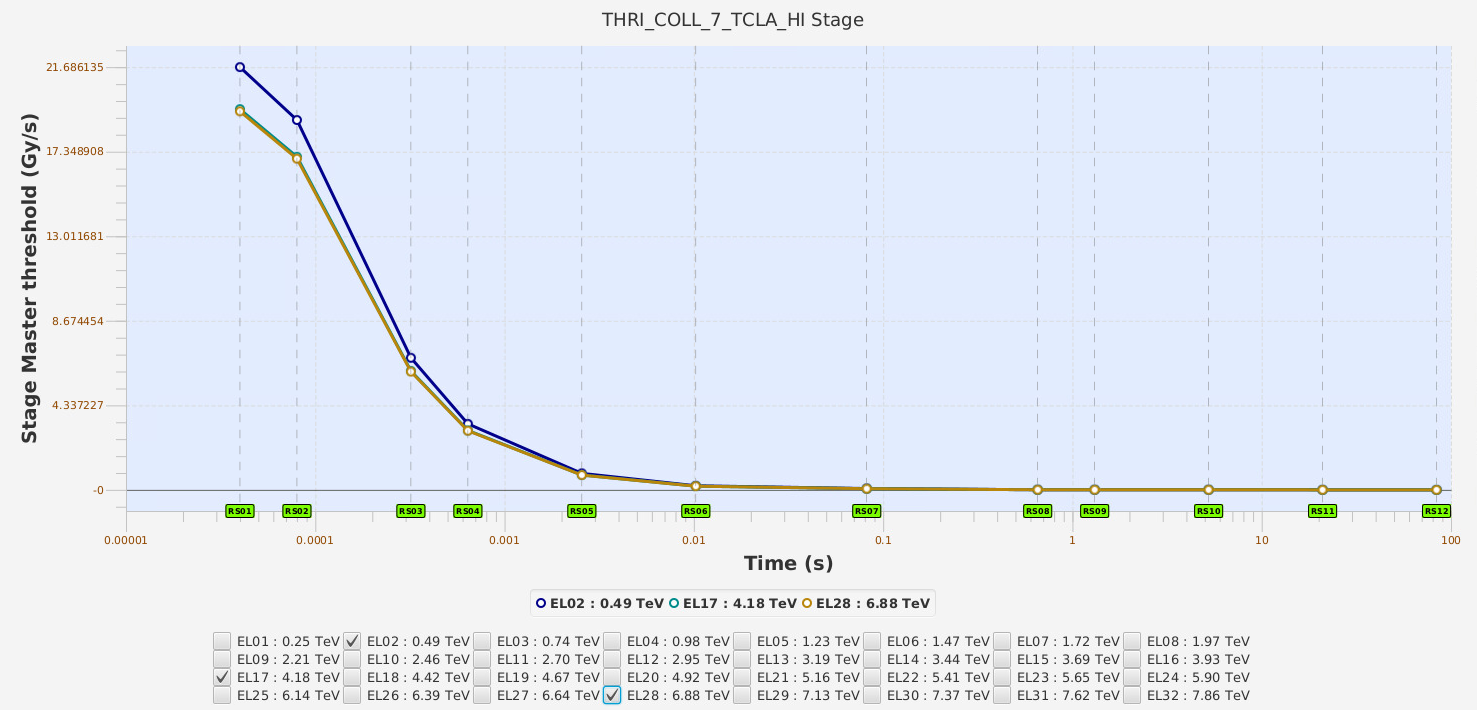 THRI_COLL_7_TCLA_HI Stage
Stage Master threshold (Gy/s)
21.686135
17.348908
13.011681
8.674454
4.337227
-0
RS01 RS02 RS03 RS04 RS05 RS06 RS07 RS08 RS09 RS10 RS11 RS12
0.00001 0.0001 0.001 0.01 0.1 1 10 100
Time (s)
EL02 : 0.49 TeV EL17 : 4.18 TeV EL28 : 6.88 TeV
EL01 : 0.25 TeV EL02 : 0.49 TeV EL03 : 0.74 TeV EL04 : 0.98 TeV EL05 : 1.23 TeV EL06 : 1.47 TeV EL07 : 1.72 TeV EL08 : 1.97 TeV
EL09 : 2.21 TeV EL10 : 2.46 TeV EL11 : 2.70 TeV EL12 : 2.95 TeV EL13 : 3.19 TeV EL14 : 3.44 TeV EL15 : 3.69 TeV EL16 : 3.93 TeV
EL17 : 4.18 TeV EL18 : 4.42 TeV EL19 : 4.67 TeV EL20 : 4.92 TeV EL21 : 5.16 TeV EL22 : 5.41 TeV EL23 : 5.65 TeV EL24 : 5.90 TeV
EL25 : 6.14 TeV EL26 : 6.39 TeV EL27 : 6.64 TeV EL28 : 6.88 TeV EL29 : 7.13 TeV EL30 : 7.37 TeV EL31 : 7.62 TeV EL32 : 7.86 TeV